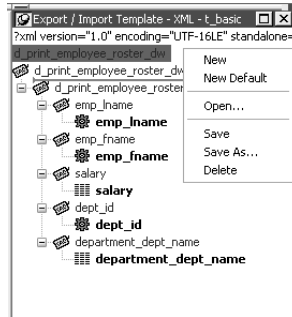 Export / Import Template - XML - t_basic
?xml version="1.0" encoding="UTF-16LE" standalone=
d_print_employee_roster_dw
New
d_print_employee_roster_dw
New Default
d_print_employee_roster
Open...
emp_lname
emp_lname
Save
emp_fname
Save As...
emp_fname
Delete
salary
salary
dept_id
dept_id
department_dept_name
department_dept_name